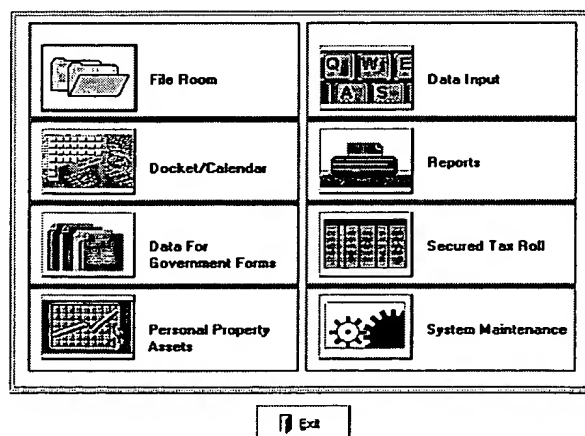 File Room
Data Input
Docket/Calendar
Reports
Data For
Government Forms
Secured Tax Roll
Personal Property
Assets
System Maintenance
Q W E
A S
Exit